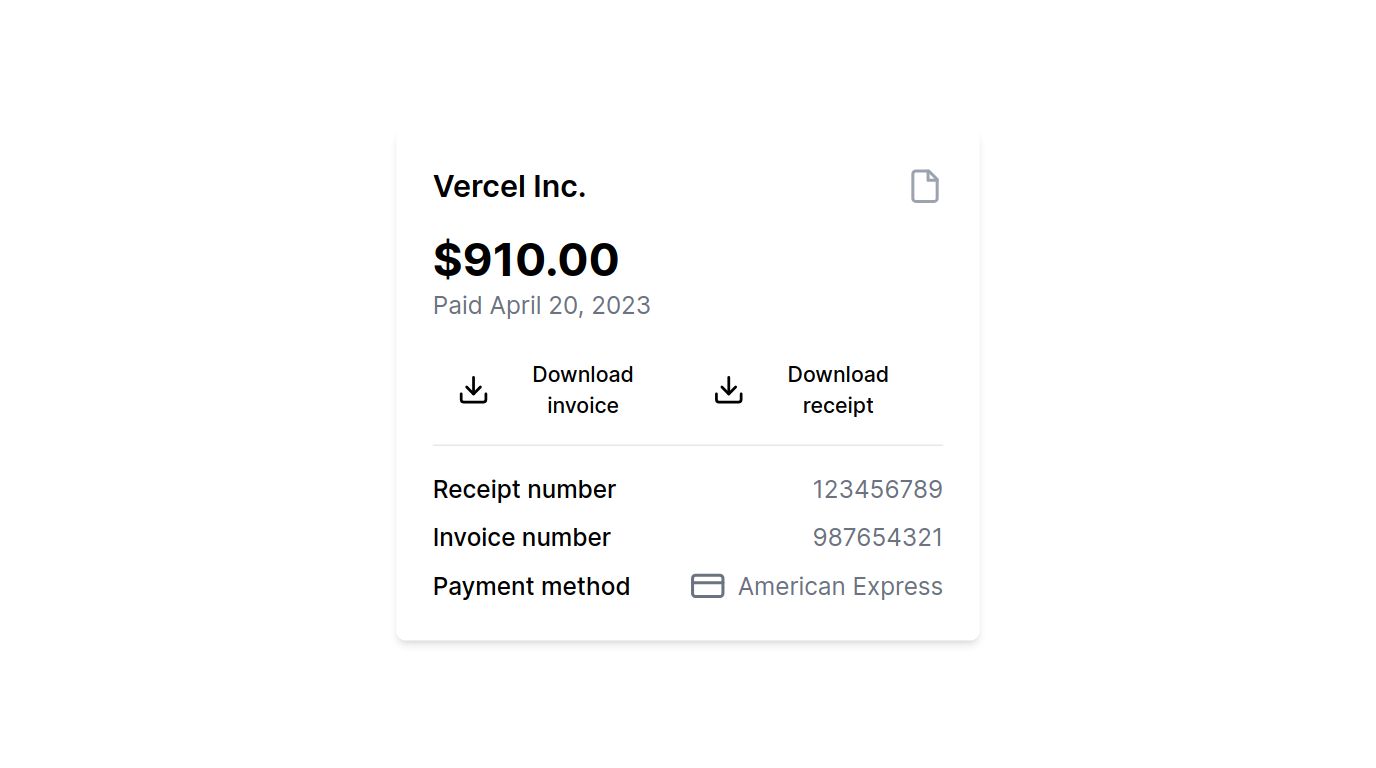 Vercel Inc.
$910.00
Paid April 20, 2023
Download
invoice
Download
receipt
Receipt number 123456789
Invoice number 987654321
Payment method American Express